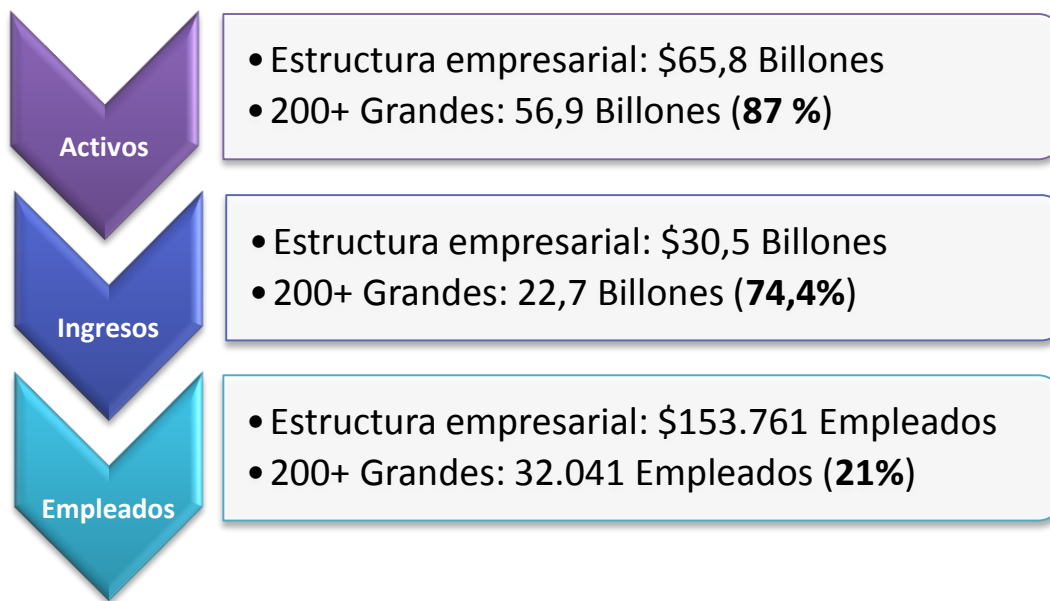 Activos
• Estructura empresarial: $65,8 Billones
• 200+ Grandes: 56,9 Billones (87 %)
Ingresos
• Estructura empresarial: $30,5 Billones
• 200+ Grandes: 22,7 Billones (74,4%)
Empleados
• Estructura empresarial: $153.761 Empleados
• 200+ Grandes: 32.041 Empleados (21%)